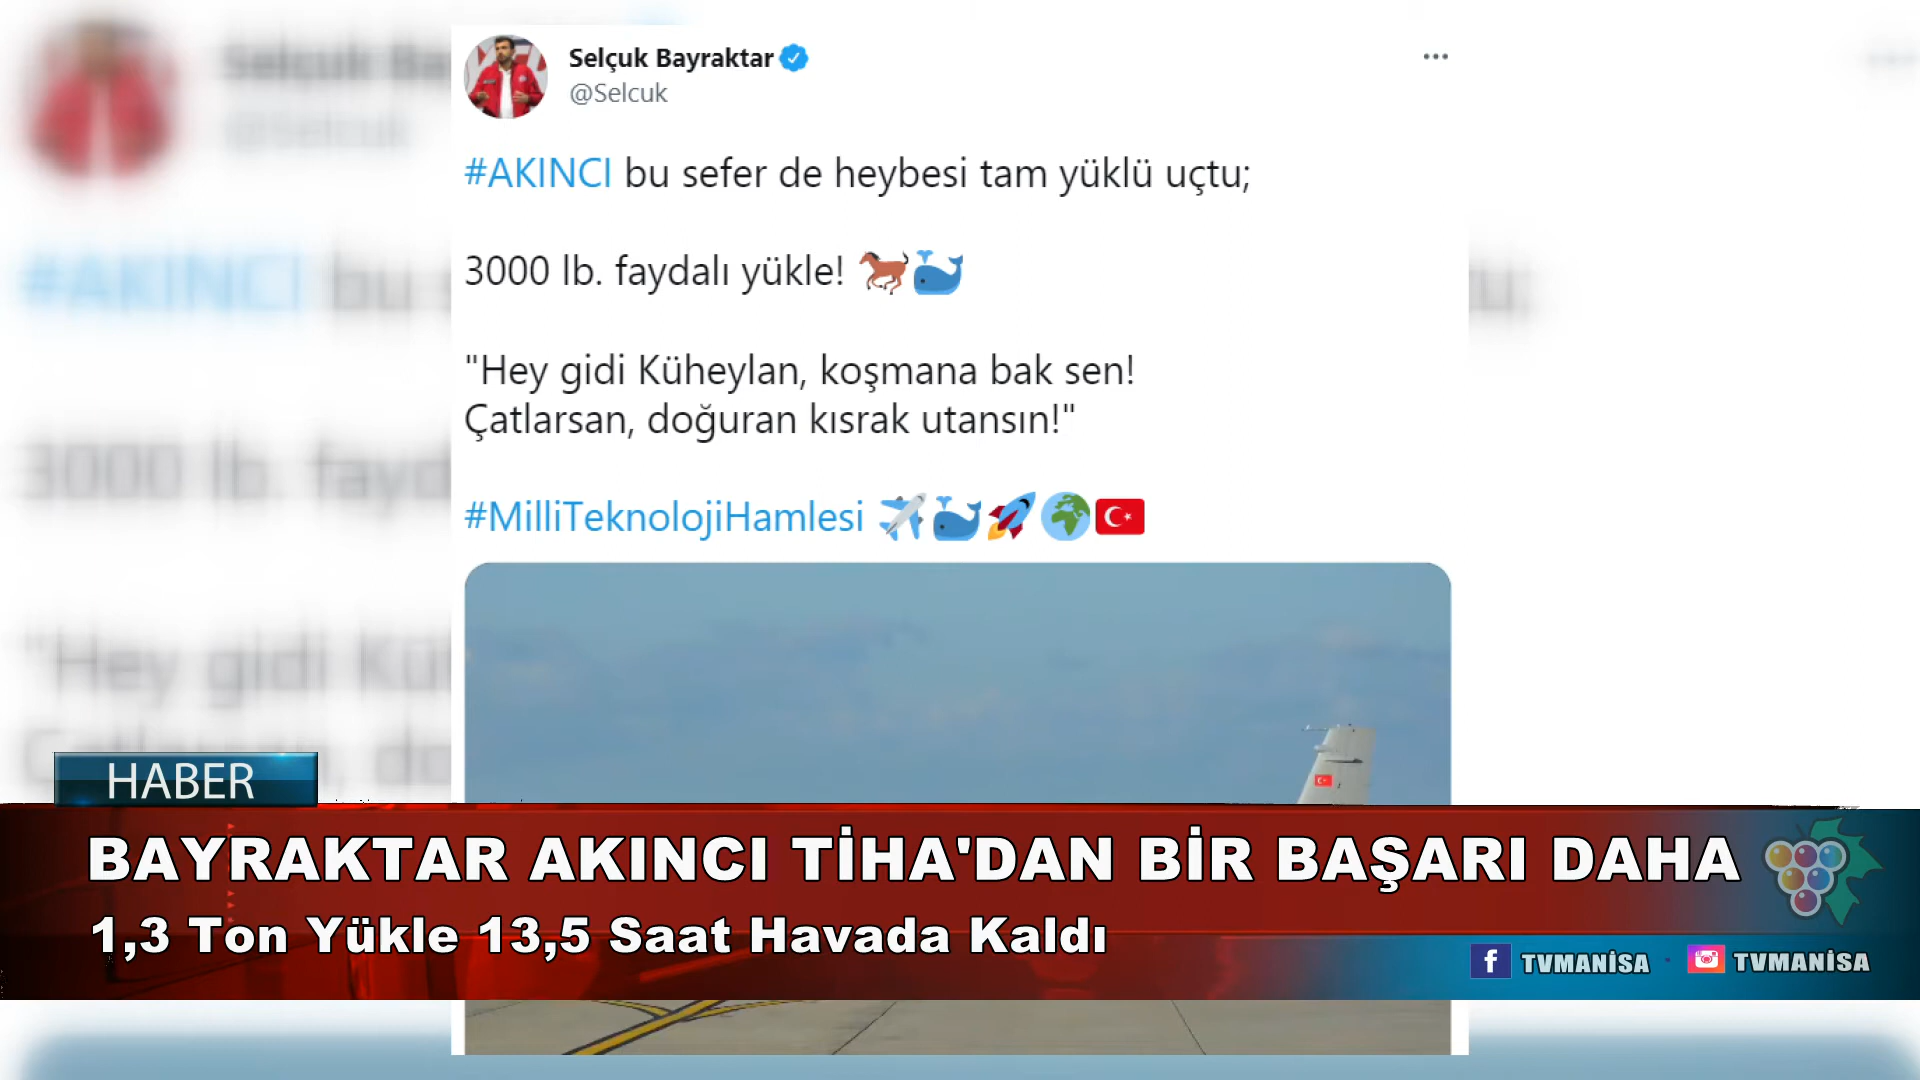 Selçuk Bayraktar
@Selcuk
#AKINCI bu sefer de heybesi tam yüklü uçtu;
3000 lb. faydalı yükle!
"Hey gidi Küheylan, koşmana bak sen!
Çatlarsan, doğuran kısrak utansın!"
#MilliTeknolojiHamlesi
HABER
BAYRAKTAR AKINCI TİHA'DAN BİR BAŞARI DAHA
1,3 Ton Yükle 13,5 Saat Havada Kaldı
TVMANİSA
TVMANİSA